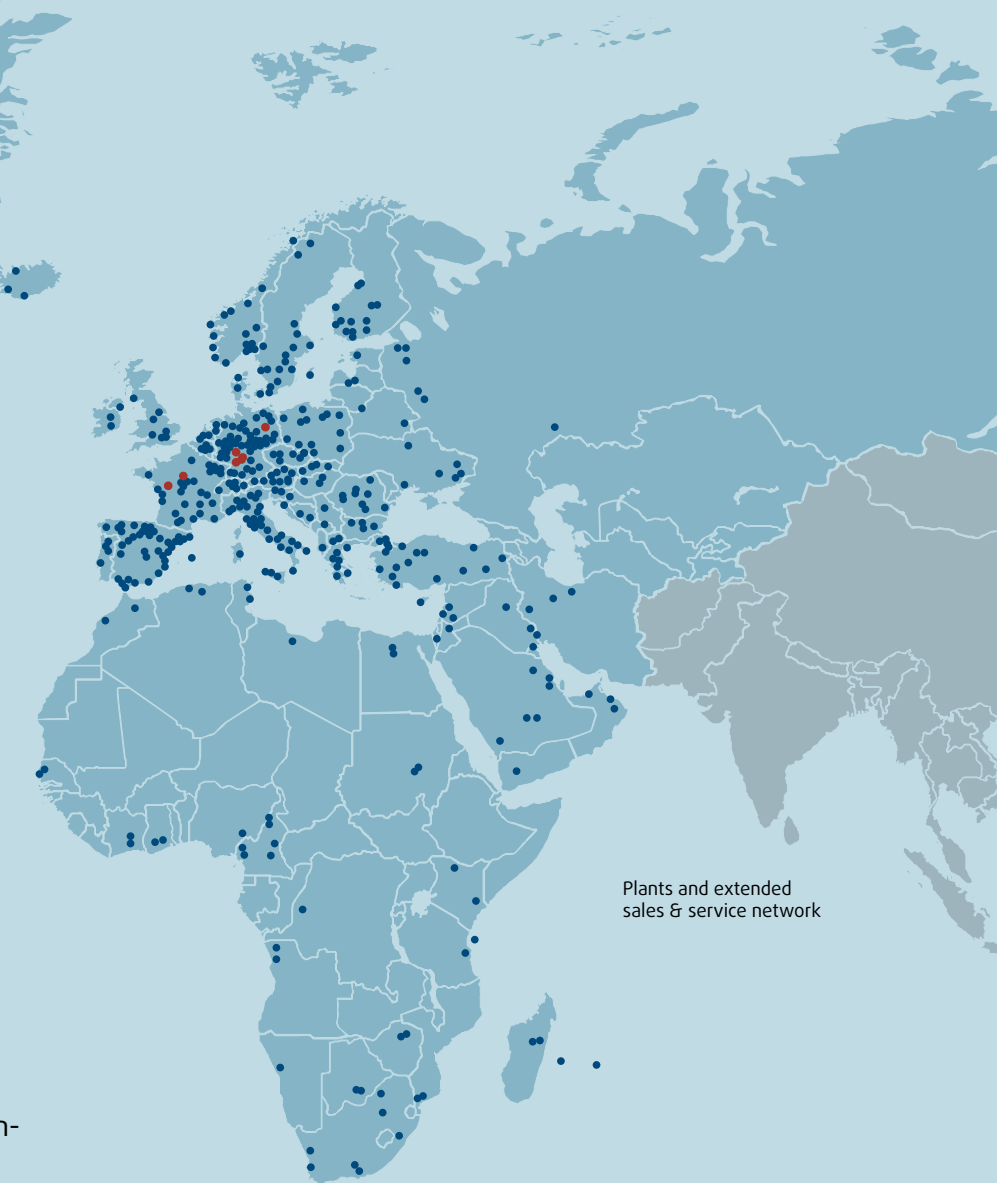 Plants and extended
sales & service network
n-